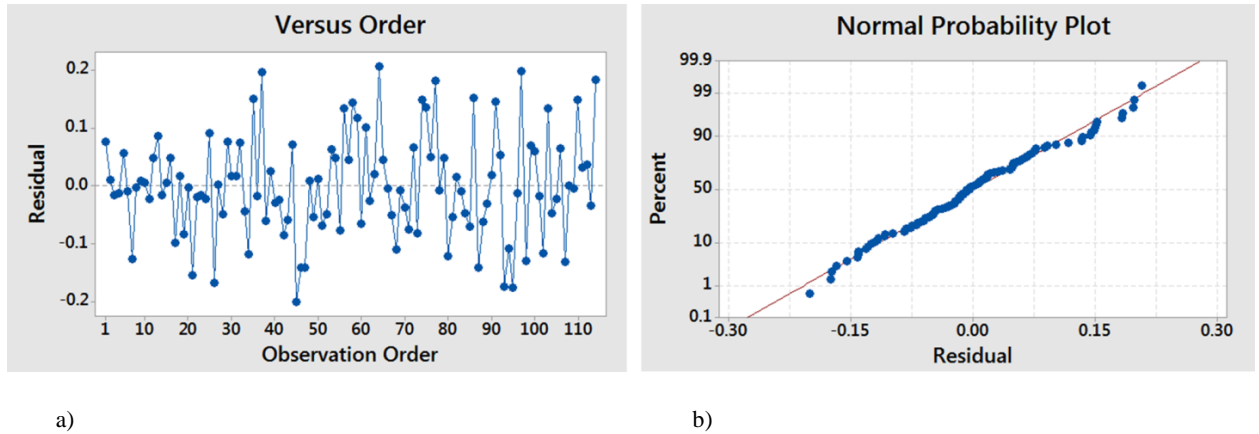 Versus Order
0.2
0.1
0.0
-0.1
-0.2
Residual
1 10 20 30 40 50 60 70 80 90 100 110
Observation Order
Normal Probability Plot
99.9
99
90
50
10
1
0.1
Percent
-0.30 -0.15 0.00 0.15 0.30
Residual
a)
b)